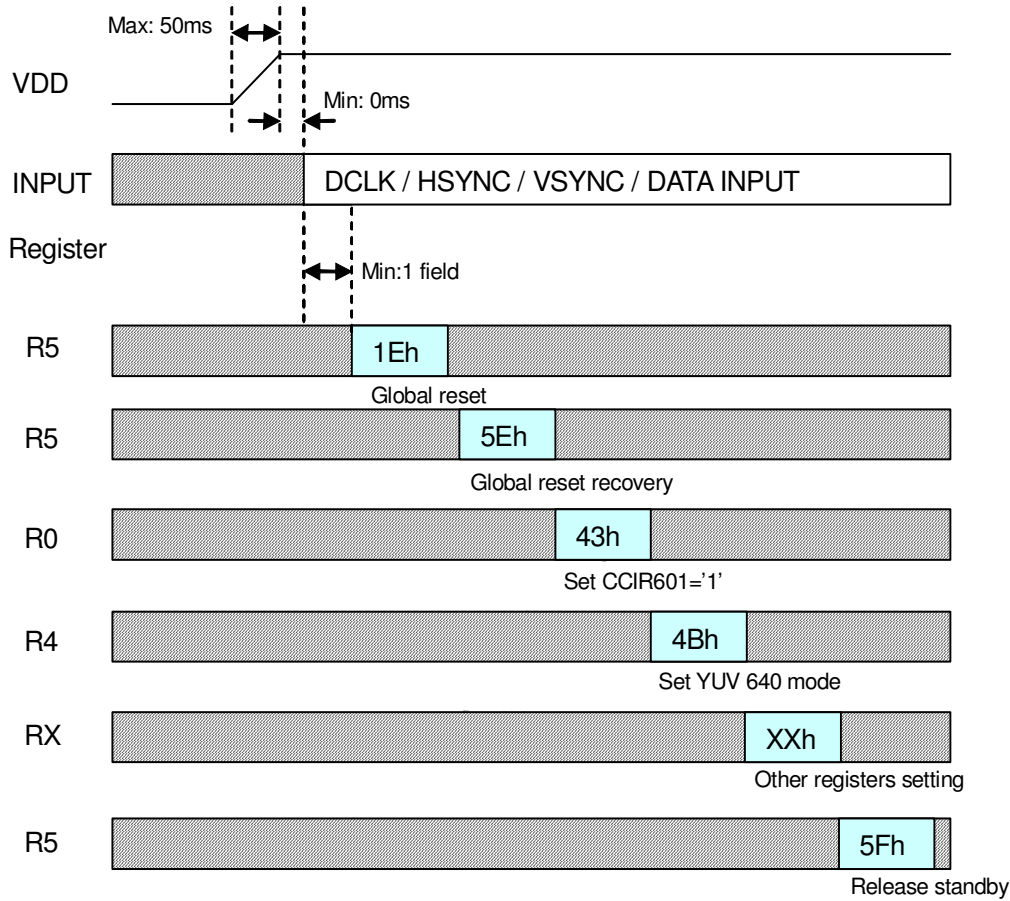 Max: 50ms
VDD
Min: 0ms
INPUT
DCLK / HSYNC / VSYNC / DATA INPUT
Register
Min:1 field
R5
1Eh
Global reset
R5
5Eh
Global reset recovery
R0
43h
Set CCIR601='1'
R4
4Bh
Set YUV 640 mode
RX
XXh
Other registers setting
R5
5Fh
Release standby